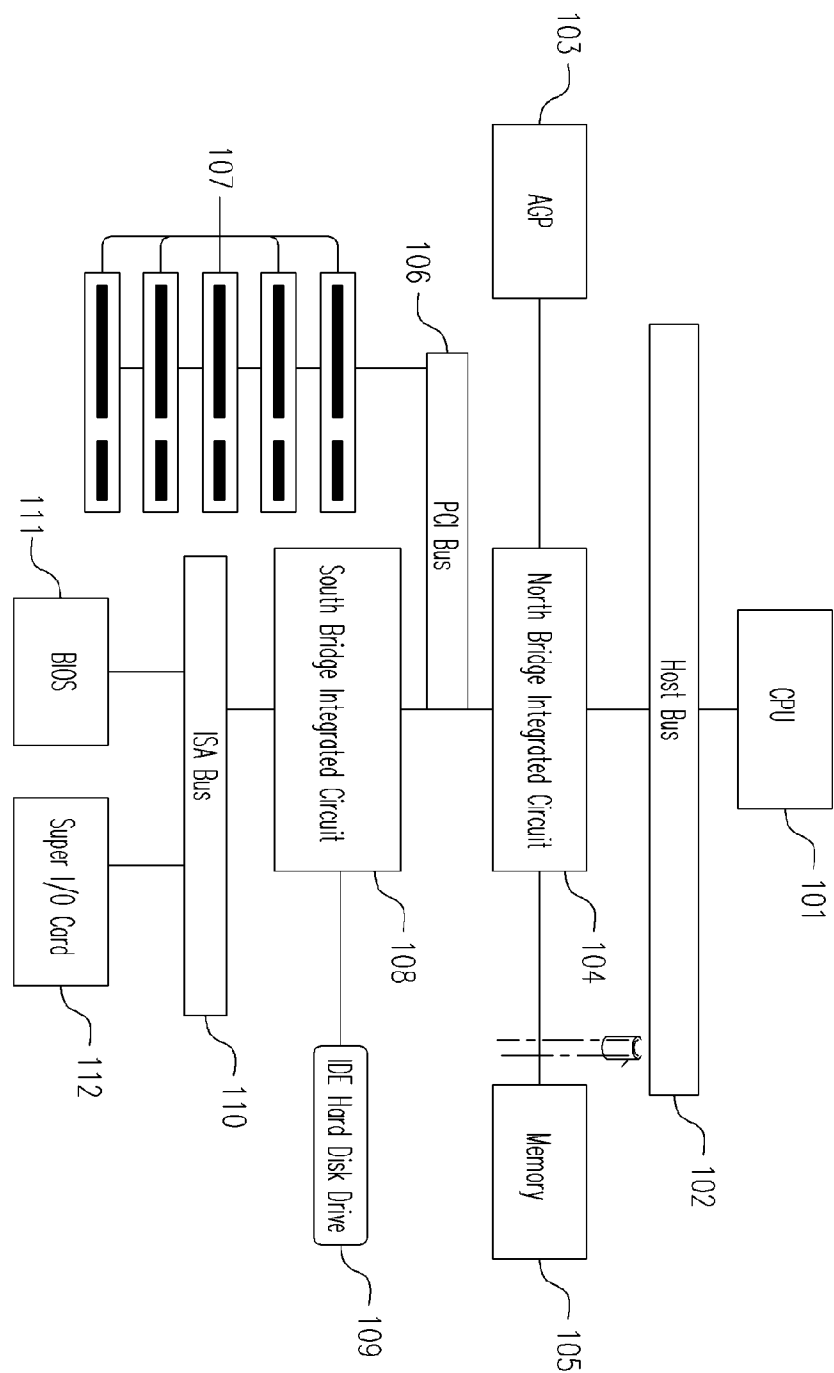 CPU
101
Host Bus
102
103
AGP
North Bridge Integrated Circuit
104
Memory
105
PCI Bus
106
107
South Bridge Integrated Circuit
108
IDE Hard Disk Drive
109
ISA Bus
110
111
BIOS
Super I/O Card
112